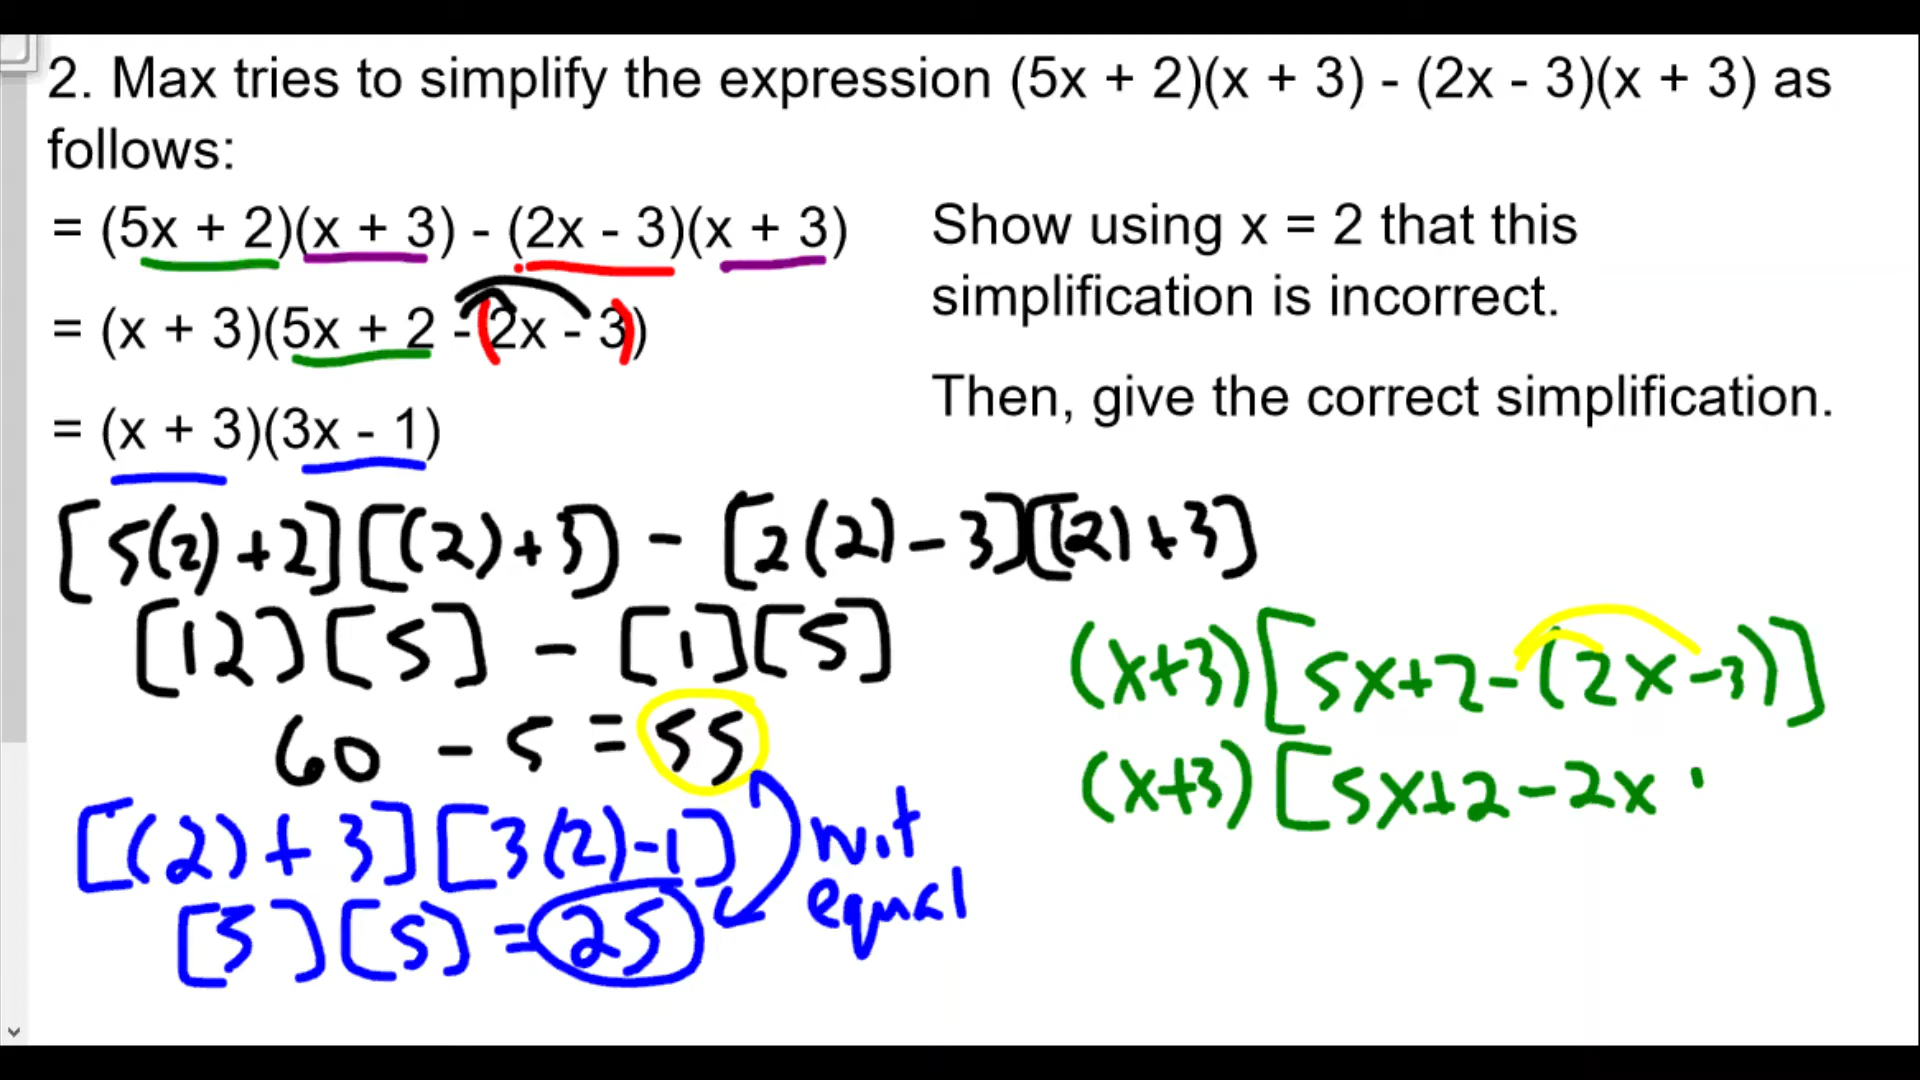 2. Max tries to simplify the expression (5x + 2)(x + 3) - (2x - 3)(x + 3) as
follows:
= (5x + 2)(x + 3) - (2x - 3)(x + 3)
= (x + 3)(5x + 2 - (2x - 3))
= (x + 3)(3x - 1)
Show using x = 2 that this
simplification is incorrect.
Then, give the correct simplification.
[5(2)+2][(2)+3] - [2(2)-3][(2)+3]
[12][5] - [1][5]
60 - 5 = 55
[(2)+3][3(2)-1]
[5][5] = 25
not
equal
(x+3)[5x+2-(2x-3)]
(x+3)[5x+2-2x